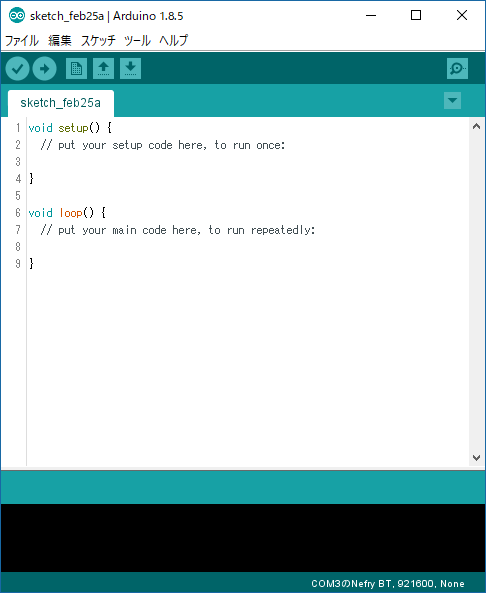 sketch_feb25a | Arduino 1.8.5
ファイル 編集 スケッチ ツール ヘルプ
sketch_feb25a
1 void setup() {
2 // put your setup code here, to run once:
3
4 }
5
6 void loop() {
7 // put your main code here, to run repeatedly:
8
9 }
COM3のNefry BT, 921600, None